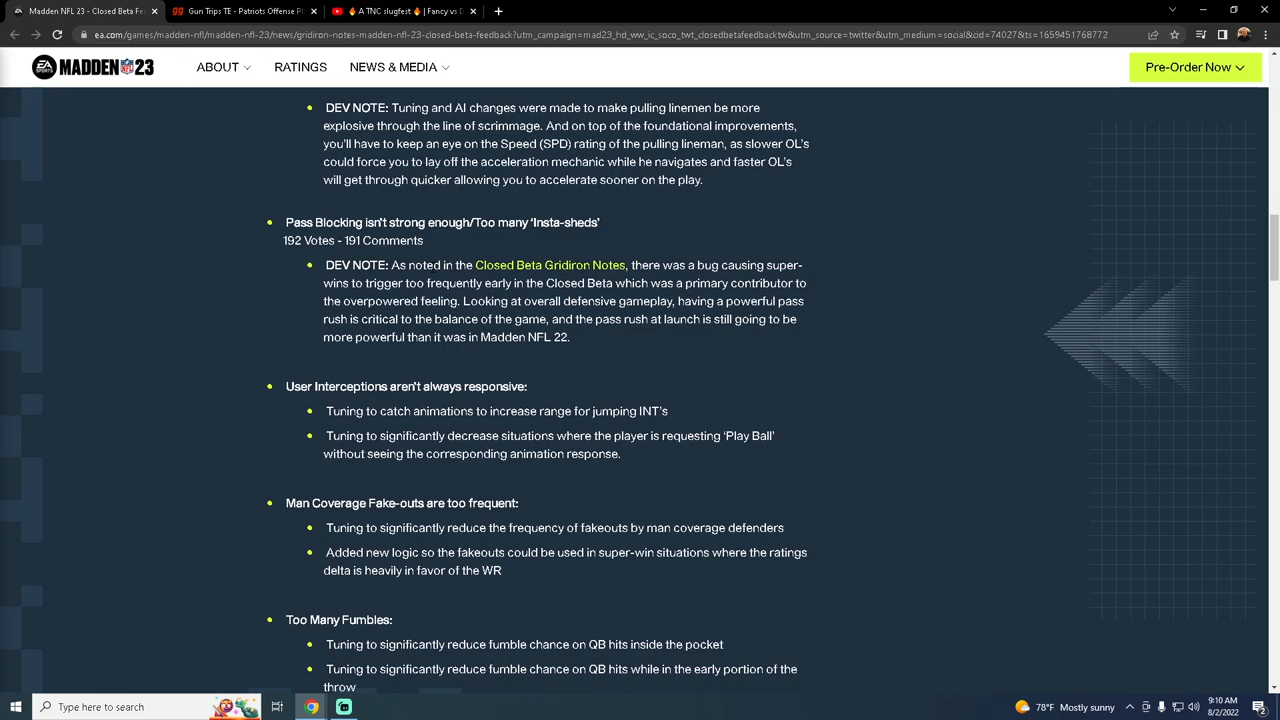 Madden NFL 23 - Closed Beta Fee
Gun Trips TE - Patriots Offense Pl
A TNC slugfest 🔥 | Fancy vs D
ea.com/games/madden-nfl/madden-nfl-23/news/gridiron-notes-madden-nfl-23-closed-beta-feedback?utm_campaign=mad23_hd_ww_ic_soco_twt_closedbetafeedbacktw&utm_source=twitter&utm_medium=social&cid=74027&ts=1659451768772
EA SPORTS MADDEN NFL 23 ABOUT RATINGS NEWS & MEDIA Pre-Order Now
DEV NOTE: Tuning and AI changes were made to make pulling linemen be more
explosive through the line of scrimmage. And on top of the foundational improvements,
you'll have to keep an eye on the Speed (SPD) rating of the pulling lineman, as slower OL's
could force you to lay off the acceleration mechanic while he navigates and faster OL's
will get through quicker allowing you to accelerate sooner on the play.
Pass Blocking isn't strong enough/Too many 'Insta-sheds'
192 Votes - 191 Comments
DEV NOTE: As noted in the Closed Beta Gridiron Notes, there was a bug causing super-
wins to trigger too frequently early in the Closed Beta which was a primary contributor to
the overpowered feeling. Looking at overall defensive gameplay, having a powerful pass
rush is critical to the balance of the game, and the pass rush at launch is still going to be
more powerful than it was in Madden NFL 22.
User Interceptions aren't always responsive:
Tuning to catch animations to increase range for jumping INT's
Tuning to significantly decrease situations where the player is requesting 'Play Ball'
without seeing the corresponding animation response.
Man Coverage Fake-outs are too frequent:
Tuning to significantly reduce the frequency of fakeouts by man coverage defenders
Added new logic so the fakeouts could be used in super-win situations where the ratings
delta is heavily in favor of the WR
Too Many Fumbles:
Tuning to significantly reduce fumble chance on QB hits inside the pocket
Tuning to significantly reduce fumble chance on QB hits while in the early portion of the
throw
Type here to search
78°F Mostly sunny
9:10 AM
8/2/2022
2